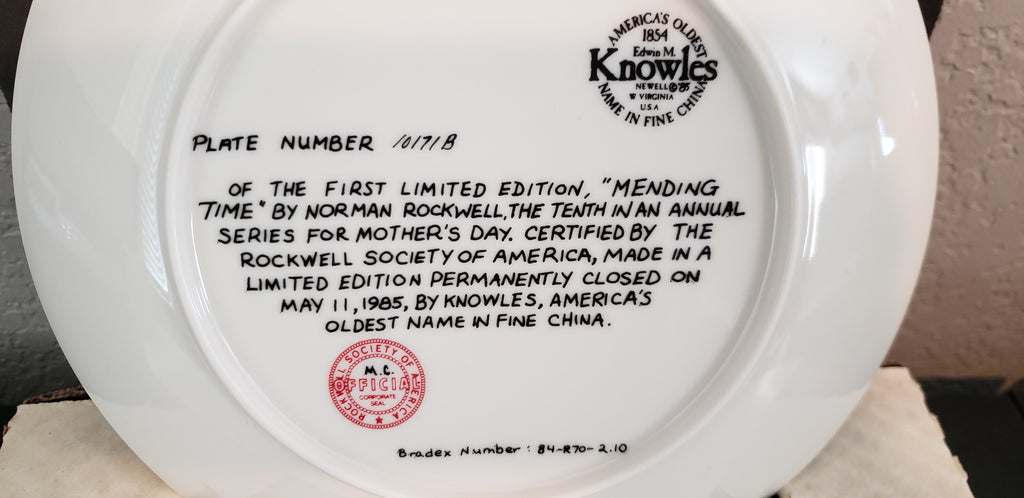 AMERICA'S OLDEST
1854
Edwin M.
Knowles
NEWELL
W VIRGINIA
U.S.A
NAME IN FINE CHINA
PLATE NUMBER 10171B
OF THE FIRST LIMITED EDITION, "MENDING
TIME" BY NORMAN ROCKWELL, THE TENTH IN AN ANNUAL
SERIES FOR MOTHER'S DAY. CERTIFIED BY THE
ROCKWELL SOCIETY OF AMERICA, MADE IN A
LIMITED EDITION PERMANENTLY CLOSED ON
MAY 11, 1985, BY KNOWLES, AMERICA'S
OLDEST NAME IN FINE CHINA.
ROCKWELL SOCIETY OF AMERICA
M.C.
OFFICIAL
CORPORATE
SEAL
Bradex Number: 84-R70-2.10